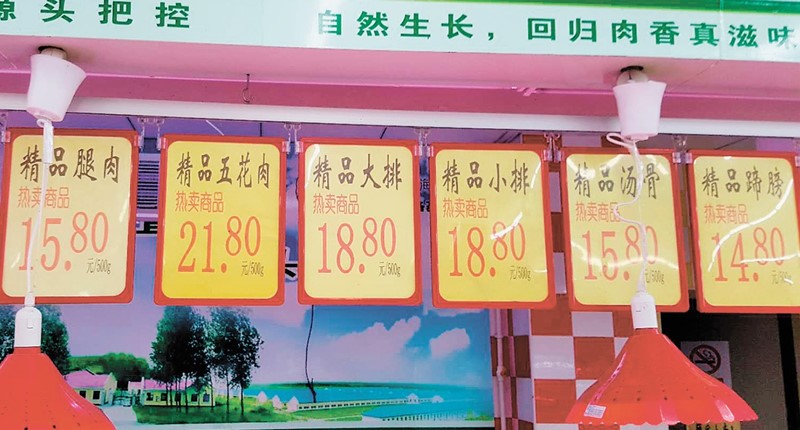 源头把控
自然生长，回归肉香真滋味
精品腿肉
热卖商品
15.80
元/500g
精品五花肉
热卖商品
21.80
元/500g
精品大排
热卖商品
18.80
元/500g
精品小排
热卖商品
18.80
元/500g
精品汤骨
热卖商品
15.80
元/500g
精品蹄膀
热卖商品
14.80
元/500g